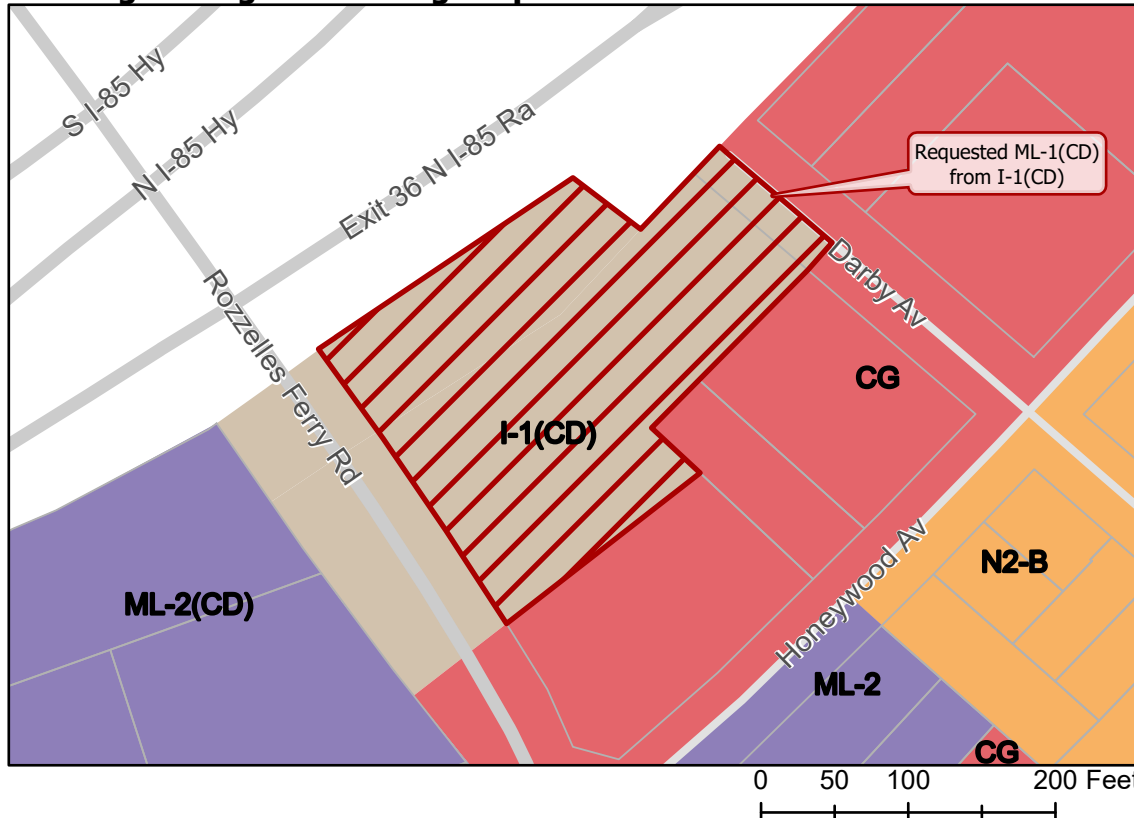 S I-85 Hy
N I-85 Hy
Exit 36 N I-85 Ra
Requested ML-1(CD)
from I-1(CD)
Rozzelles Ferry Rd
Darby Av
CG
I-1(CD)
Honeywood Av
N2-B
ML-2(CD)
ML-2
CG
0 50 100 200 Feet